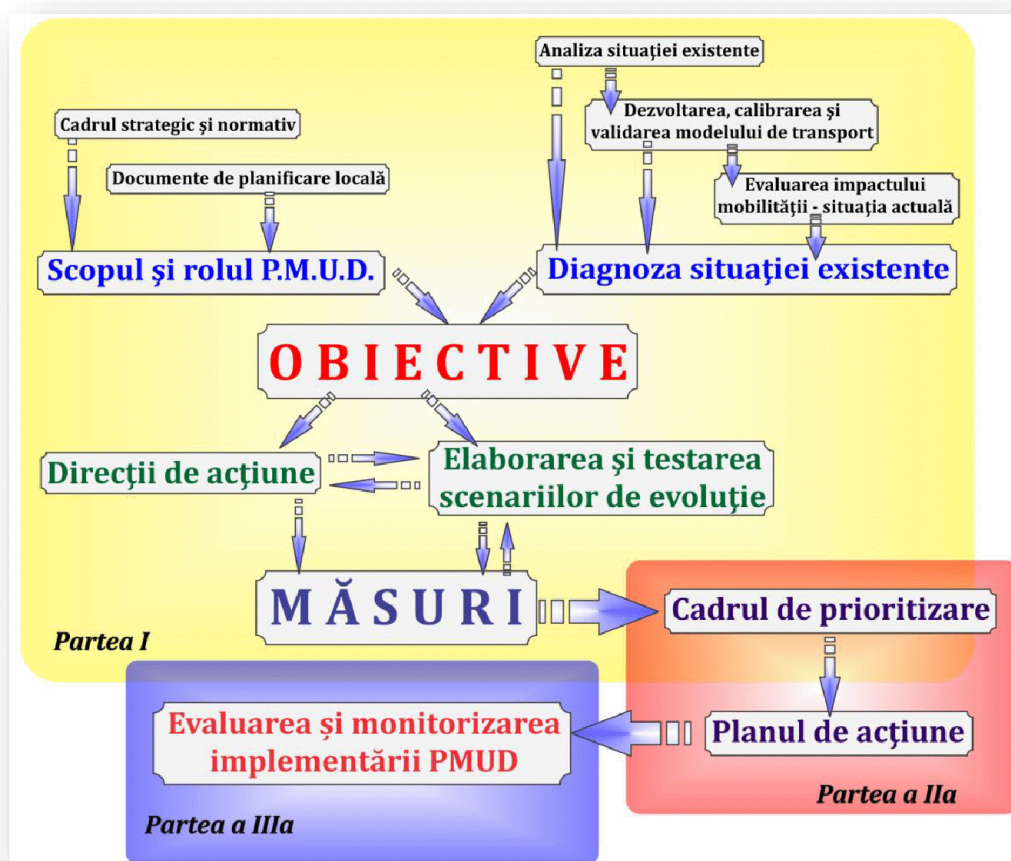 Analiza situației existente
Cadrul strategic și normativ
Dezvoltarea, calibrarea și
validarea modelului de transport
Documente de planificare locală
Evaluarea impactului
mobilității - situația actuală
Scopul și rolul P.M.U.D.
Diagnoza situației existente
OBIECTIVE
Direcții de acțiune
Elaborarea și testarea
scenariilor de evoluție
MĂSURI
Cadrul de prioritizare
Partea I
Planul de acțiune
Partea a IIa
Evaluarea și monitorizarea
implementării PMUD
Partea a IIIa